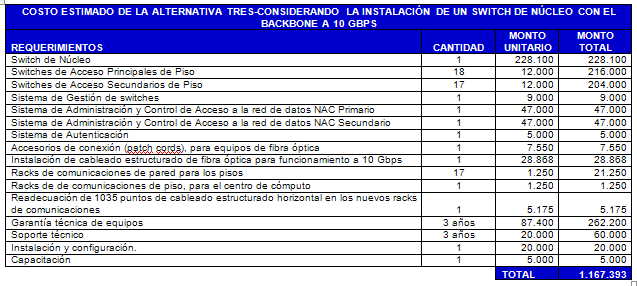 COSTO ESTIMADO DE LA ALTERNATIVA TRES-CONSIDERANDO LA INSTALACIÓN DE UN SWITCH DE NÚCLEO CON EL
BACKBONE A 10 GBPS
REQUERIMIENTOS CANTIDAD MONTO UNITARIO MONTO TOTAL
Switch de Núcleo 1 228.100 228.100
Switches de Acceso Principales de Piso 18 12.000 216.000
Switches de Acceso Secundarios de Piso 17 12.000 204.000
Sistema de Gestión de switches 1 9.000 9.000
Sistema de Administración y Control de Acceso a la red de datos NAC Primario 1 47.000 47.000
Sistema de Administración y Control de Acceso a la red de datos NAC Secundario 1 47.000 47.000
Sistema de Autenticación 1 5.000 5.000
Accesorios de conexión (patch cords), para equipos de fibra óptica 1 7.550 7.550
Instalación de cableado estructurado de fibra óptica para funcionamiento a 10 Gbps 1 28.868 28.868
Racks de comunicaciones de pared para los pisos 17 1.250 21.250
Racks de de comunicaciones de piso, para el centro de cómputo 1 1.250 1.250
Readecuación de 1035 puntos de cableado estructurado horizontal en los nuevos racks
de comunicaciones 1 5.175 5.175
Garantía técnica de equipos 3 años 87.400 262.200
Soporte técnico 3 años 20.000 60.000
Instalación y configuración. 1 20.000 20.000
Capacitación 1 5.000 5.000
TOTAL 1.167.393